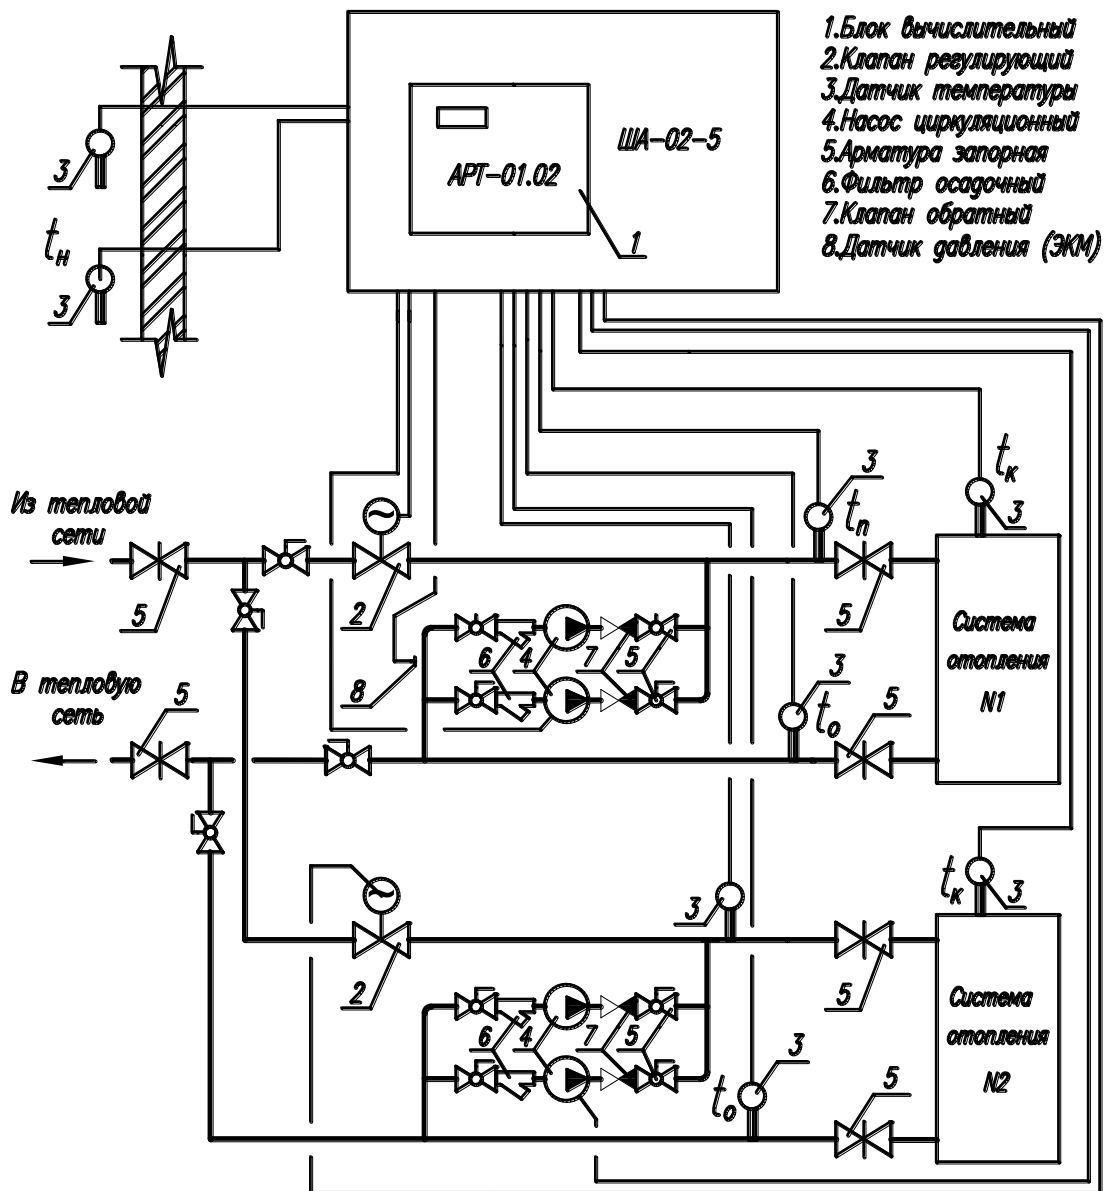 1.Блок вычислительный
2.Клапан регулирующий
3.Датчик температуры
4.Насос циркуляционный
5.Арматура запорная
6.Фильтр осадочный
7.Клапан обратный
8.Датчик давления (ЭКМ)
ША-02-5
АРТ-01.02
1
3
tн
3
Из тепловой
сети
3
tп
tк
3
5
2
5
Система
отопления
N1
6
4
7
5
8
В тепловую
сеть
5
3
tо
5
3
tк
3
2
5
Система
отопления
N2
6
4
7
5
3
tо
5